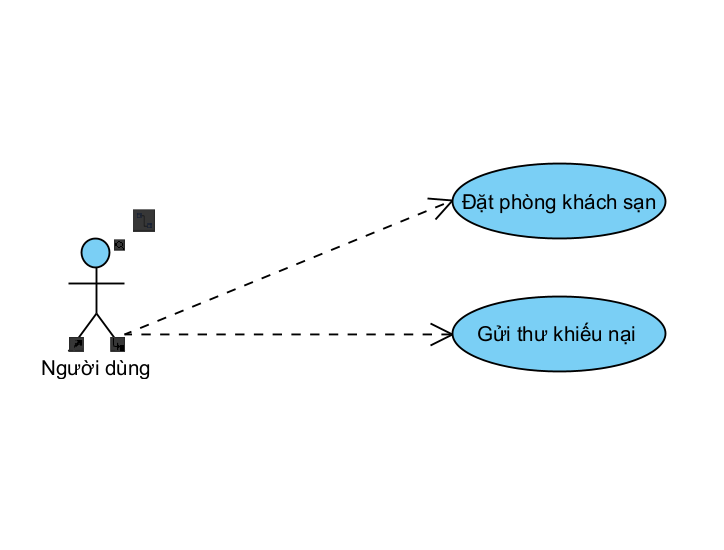 Đặt phòng khách sạn
Gửi thư khiếu nại
Người dùng